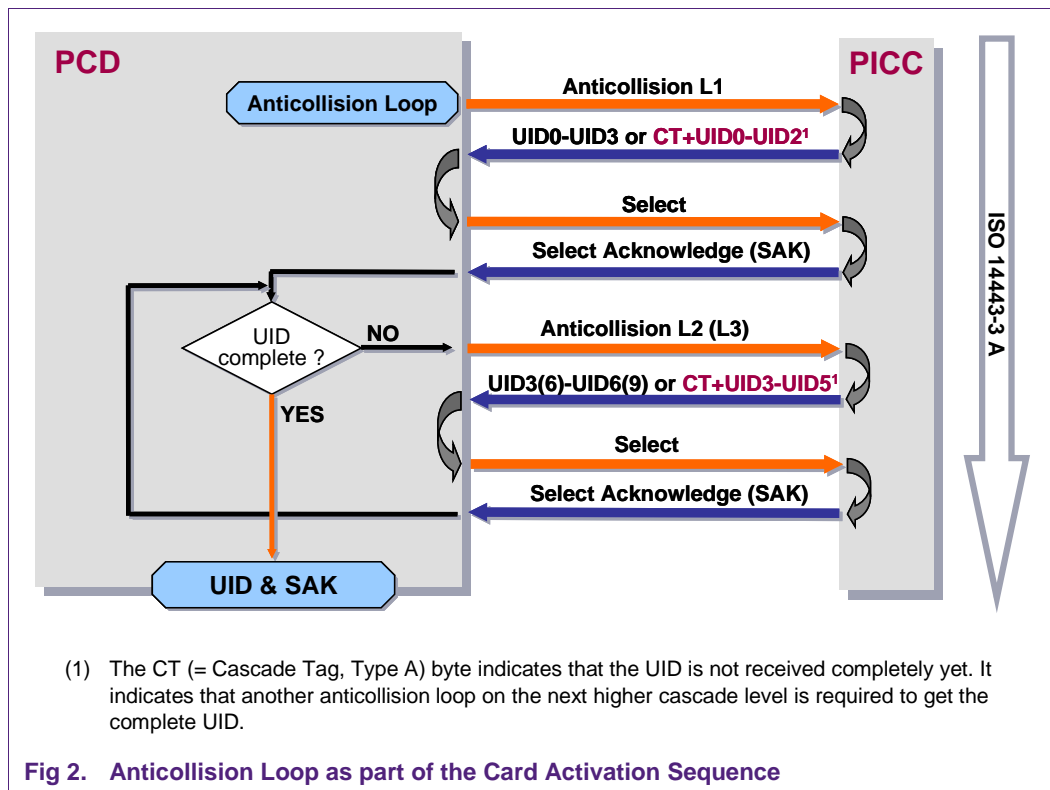 PCD
PICC
Anticollision Loop
Anticollision L1
UID0-UID3 or CT+UID0-UID2¹
Select
Select Acknowledge (SAK)
UID
complete ?
NO
Anticollision L2 (L3)
UID3(6)-UID6(9) or CT+UID3-UID5¹
YES
Select
Select Acknowledge (SAK)
UID & SAK
ISO 14443-3 A
(1) The CT (= Cascade Tag, Type A) byte indicates that the UID is not received completely yet. It
indicates that another anticollision loop on the next higher cascade level is required to get the
complete UID.
Fig 2. Anticollision Loop as part of the Card Activation Sequence